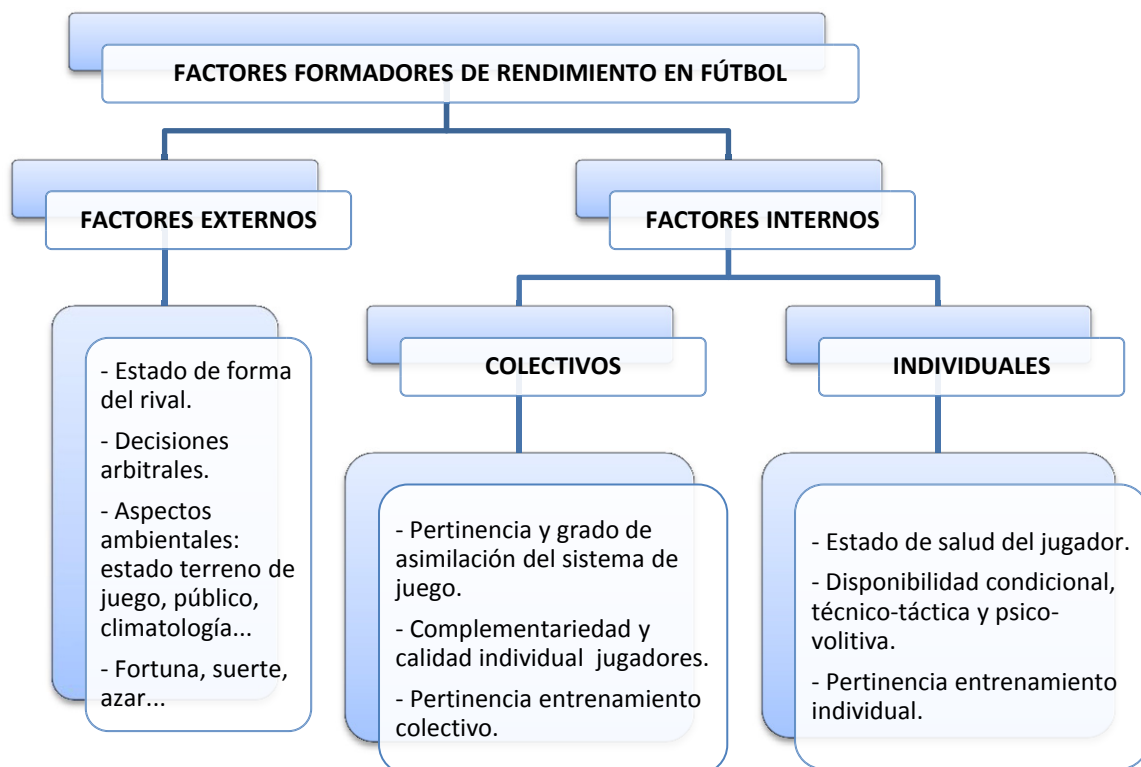 FACTORES FORMADORES DE RENDIMIENTO EN FÚTBOL
FACTORES EXTERNOS
- Estado de forma
del rival.
- Decisiones
arbitrales.
- Aspectos
ambientales:
estado terreno de
juego, público,
climatología...
- Fortuna, suerte,
azar...
FACTORES INTERNOS
COLECTIVOS
- Pertinencia y grado de
asimilación del sistema de
juego.
- Complementariedad y
calidad individual  jugadores.
- Pertinencia entrenamiento
colectivo.
INDIVIDUALES
- Estado de salud del jugador.
- Disponibilidad condicional,
técnico-táctica y psico-
volitiva.
- Pertinencia entrenamiento
individual.